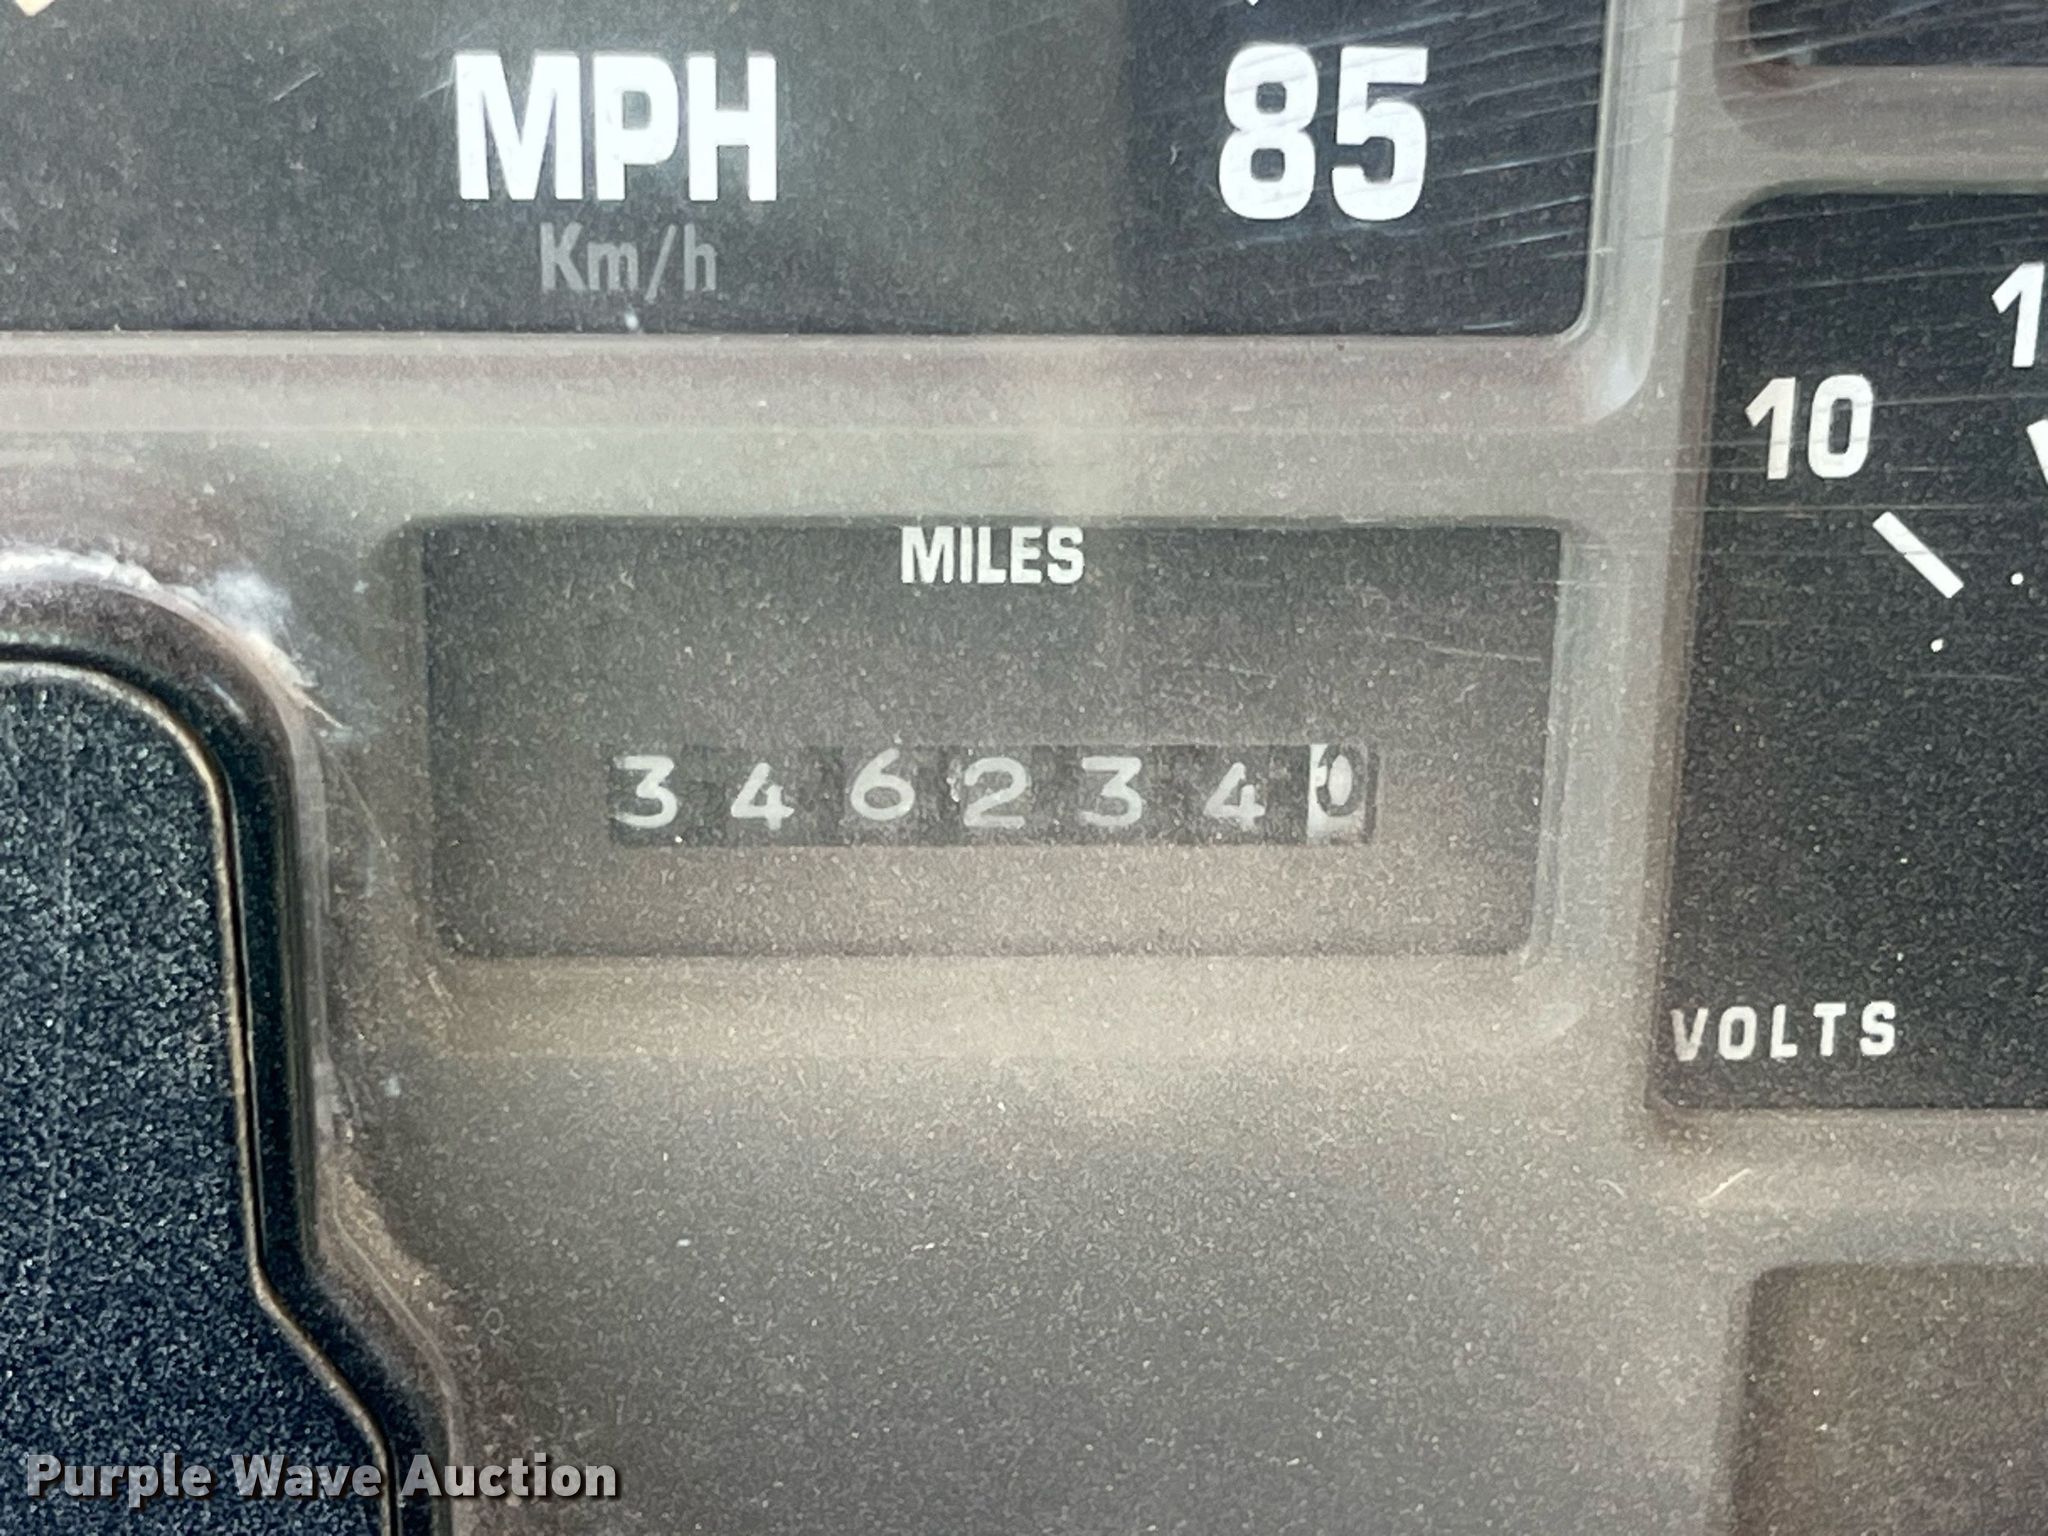 MPH 85
Km/h
10
MILES
3462340
VOLTS
Purple Wave Auction